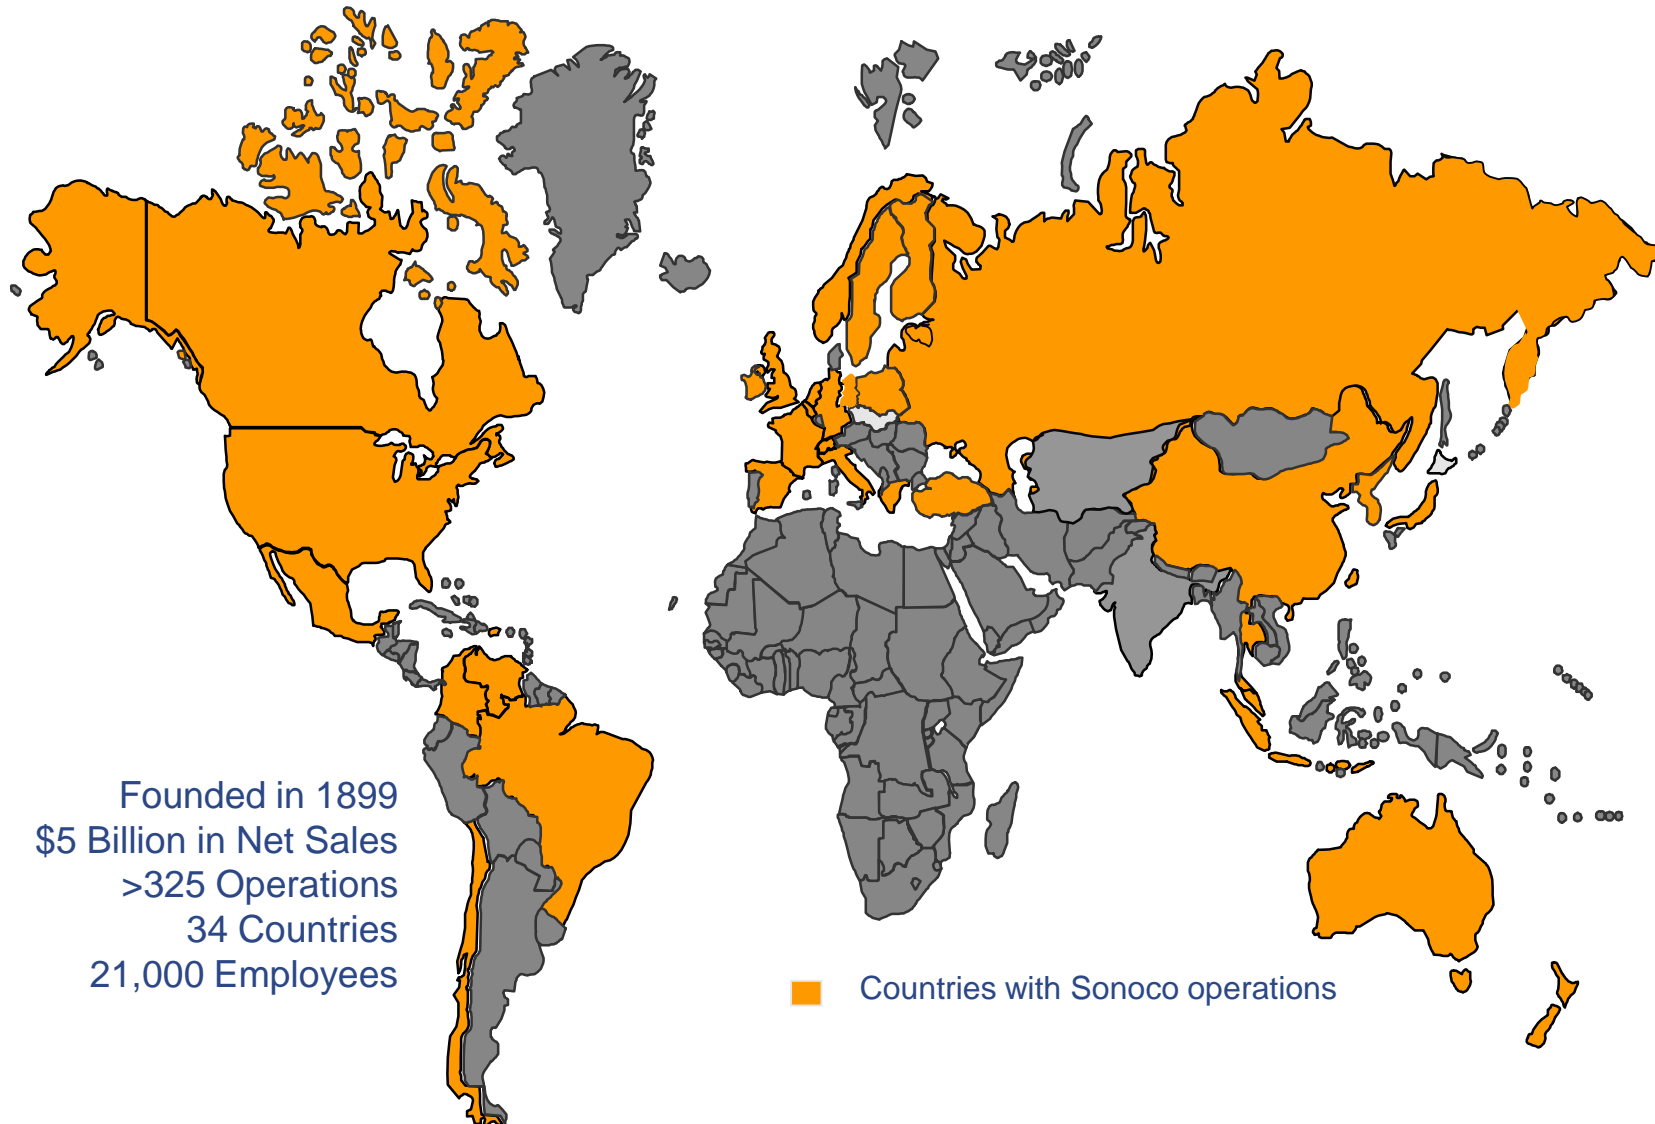 Founded in 1899
$5 Billion in Net Sales
>325 Operations
34 Countries
21,000 Employees
Countries with Sonoco operations